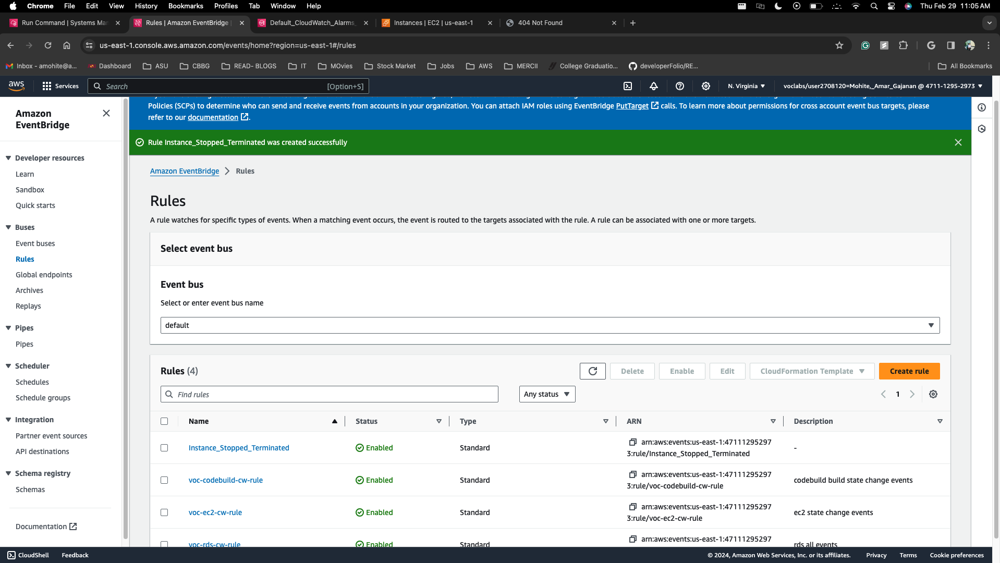 Chrome File Edit View History Bookmarks Profiles Tab Window Help Thu Feb 29 11:05 AM
Run Command | Systems Mar
Rules | Amazon EventBridge |
Default_CloudWatch_Alarms_
Instances | EC2 | us-east-1
404 Not Found
us-east-1.console.aws.amazon.com/events/home?region=us-east-1#/rules
Inbox - amohite@a... Dashboard ASU CBBG READ- BLOGS IT MOvies Stock Market Jobs AWS MERCII College Graduatio... developerFolio/RE... All Bookmarks
aws Services Search [Option+S] N. Virginia voclabs/user2708120=Mohite,_Amar_Gajanan @ 4711-1295-2973
Amazon
EventBridge
Developer resources
Learn
Sandbox
Quick starts
Buses
Event buses
Rules
Global endpoints
Archives
Replays
Pipes
Pipes
Scheduler
Schedules
Schedule groups
Integration
Partner event sources
API destinations
Schema registry
Schemas
Documentation
Policies (SCPs) to determine who can send and receive events from accounts in your organization. You can attach IAM roles using EventBridge PutTarget calls. To learn more about permissions for cross account event bus targets, please
refer to our documentation .
Rule Instance_Stopped_Terminated was created successfully
Amazon EventBridge Rules
Rules
A rule watches for specific types of events. When a matching event occurs, the event is routed to the targets associated with the rule. A rule can be associated with one or more targets.
Select event bus
Event bus
Select or enter event bus name
default
Rules (4) Delete Enable Edit CloudFormation Template Create rule
Find rules Any status 1
Name Status Type ARN Description
Instance_Stopped_Terminated Enabled Standard arn:aws:events:us-east-1:47111295297
3:rule/Instance_Stopped_Terminated -
voc-codebuild-cw-rule Enabled Standard arn:aws:events:us-east-1:47111295297
3:rule/voc-codebuild-cw-rule codebuild build state change events
voc-ec2-cw-rule Enabled Standard arn:aws:events:us-east-1:47111295297
3:rule/voc-ec2-cw-rule ec2 state change events
voc-rds-cw-rule Enabled Standard arn:aws:events:us-east-1:47111295297
rds all events
CloudShell Feedback © 2024, Amazon Web Services, Inc. or its affiliates. Privacy Terms Cookie preferences